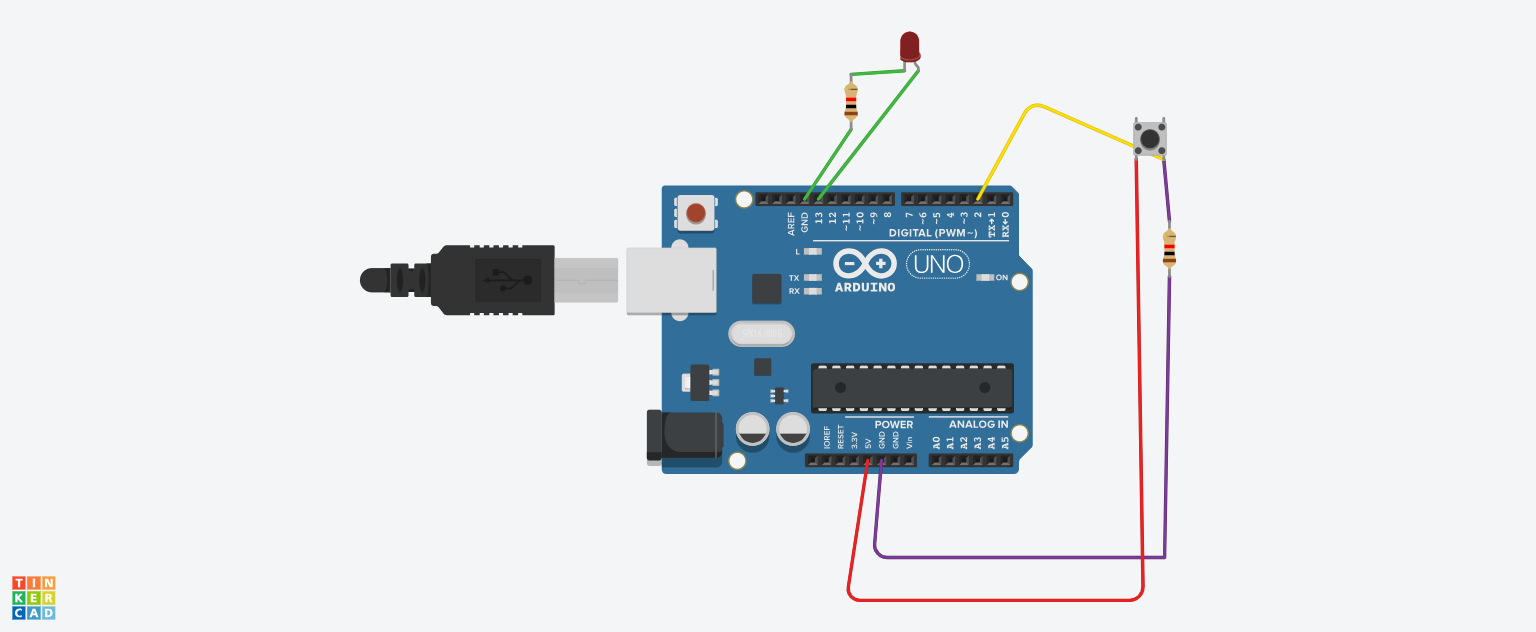 AREF
GND
13
12
~11
~10
~9
8
7
~6
~5
4
~3
2
TX→1
RX←0
DIGITAL (PWM~)
L
TX
RX
UNO
ON
ARDUINO
POWER
ANALOG IN
IOREF
RESET
3.3V
5V
GND
GND
Vin
A0
A1
A2
A3
A4
A5
TIN
KER
CAD